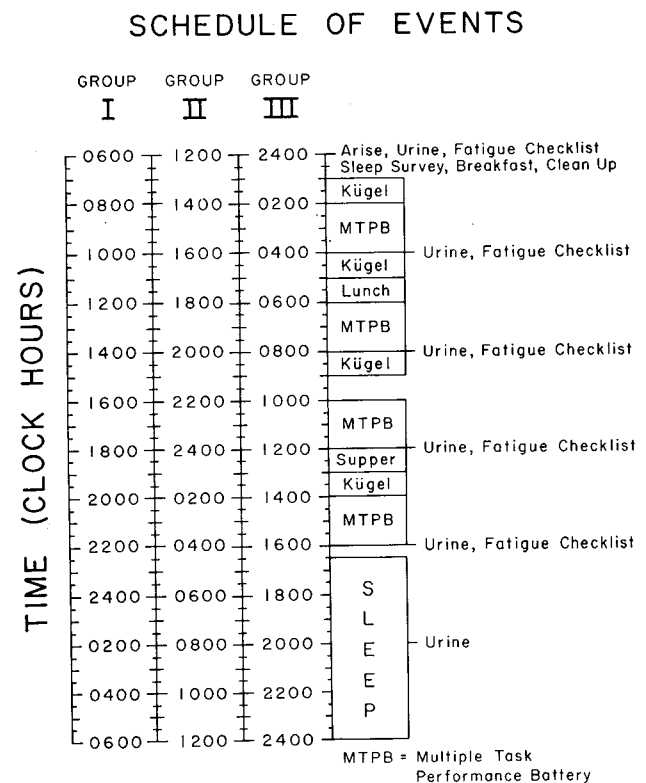 SCHEDULE OF EVENTS
GROUP GROUP GROUP
I II III
TIME (CLOCK HOURS)
0600 1200 2400 Arise, Urine, Fatigue Checklist
Sleep Survey, Breakfast, Clean Up
Kügel
0800 1400 0200
MTPB
1000 1600 0400 Urine, Fatigue Checklist
Kügel
Lunch
1200 1800 0600
MTPB
1400 2000 0800 Urine, Fatigue Checklist
Kügel
1600 2200 1000
MTPB
1800 2400 1200 Urine, Fatigue Checklist
Supper
Kügel
2000 0200 1400
MTPB
2200 0400 1600 Urine, Fatigue Checklist
2400 0600 1800
SLEEP
0200 0800 2000 Urine
0400 1000 2200
0600 1200 2400
MTPB = Multiple Task
Performance Battery